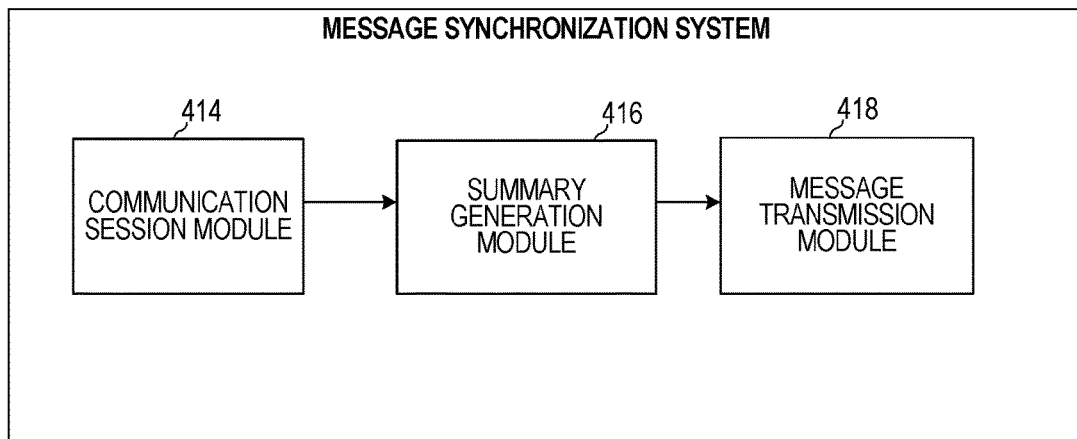 MESSAGE SYNCHRONIZATION SYSTEM
414
COMMUNICATION
SESSION MODULE
416
SUMMARY
GENERATION
MODULE
418
MESSAGE
TRANSMISSION
MODULE